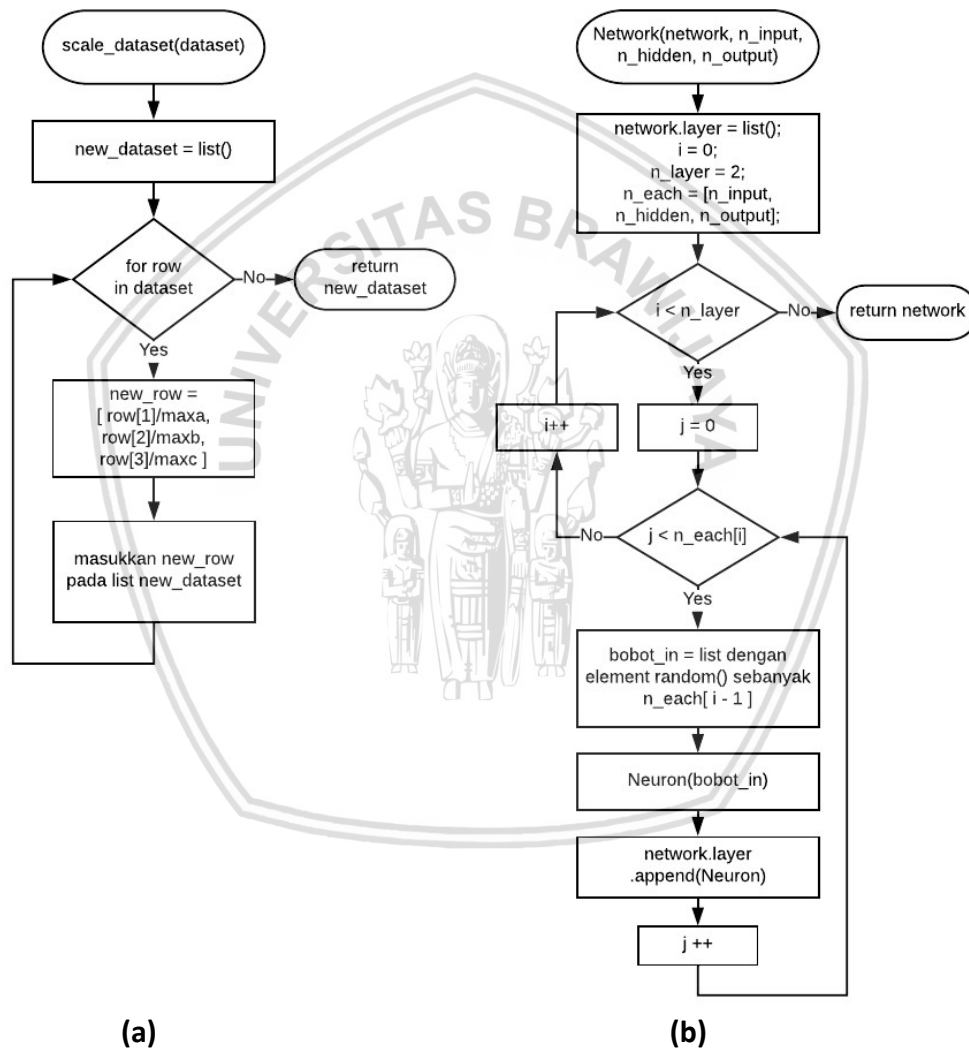 scale_dataset(dataset)
new_dataset = list()
for row
in dataset
No
return
new_dataset
Yes
new_row =
[ row[1]/maxa,
row[2]/maxb,
row[3]/maxc ]
masukkan new_row
pada list new_dataset
(a)
Network(network, n_input,
n_hidden, n_output)
network.layer = list();
i = 0;
n_layer = 2;
n_each = [n_input,
n_hidden, n_output];
i < n_layer
No
return network
Yes
i++
j = 0
No
j < n_each[i]
Yes
bobot_in = list dengan
element random() sebanyak
n_each[ i - 1 ]
Neuron(bobot_in)
network.layer
.append(Neuron)
j ++
(b)
UNIVERSITAS BRAWIJAYA